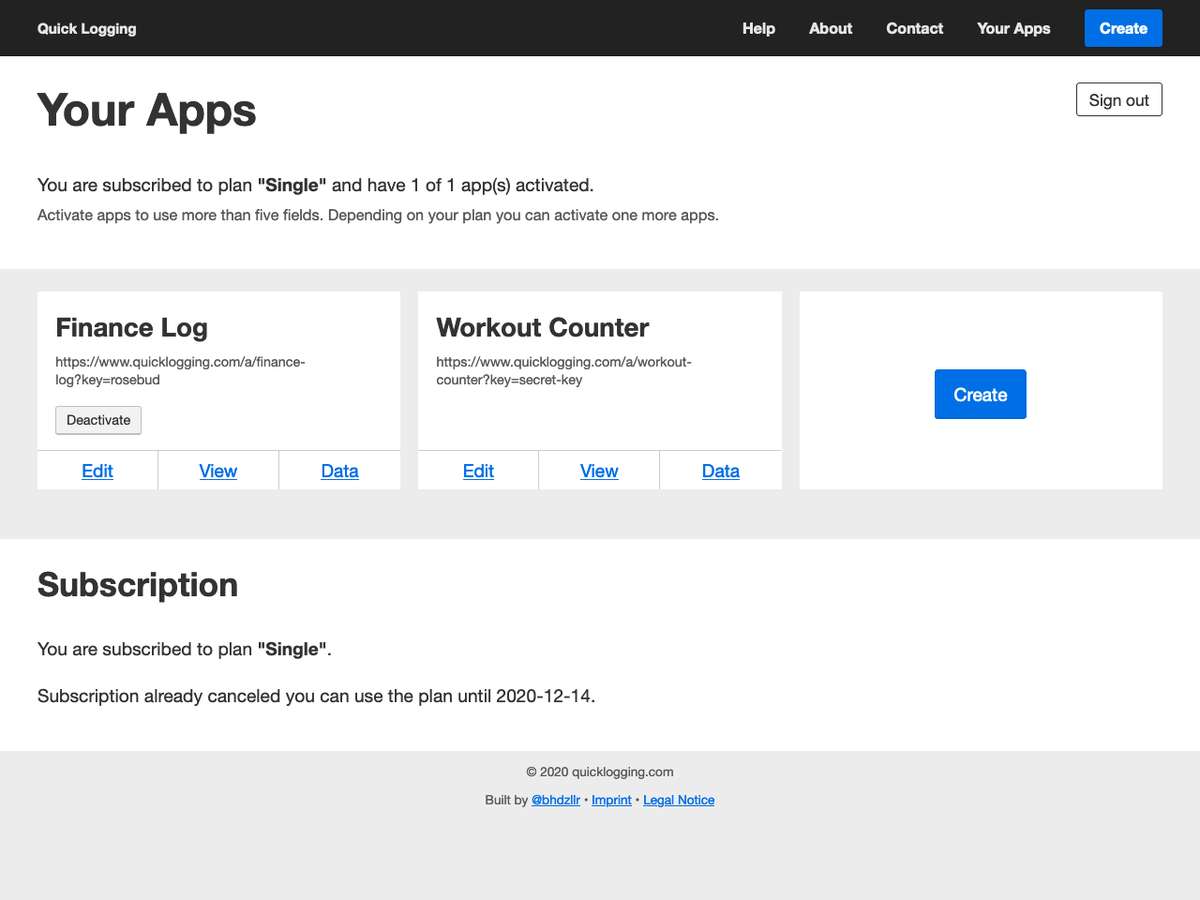 Quick Logging
Help
About
Contact
Your Apps
Create
Your Apps
Sign out
You are subscribed to plan "Single" and have 1 of 1 app(s) activated.
Activate apps to use more than five fields. Depending on your plan you can activate one more apps.
Finance Log
https://www.quicklogging.com/a/finance-
log?key=rosebud
Deactivate
Edit
View
Data
Workout Counter
https://www.quicklogging.com/a/workout-
counter?key=secret-key
Edit
View
Data
Create
Subscription
You are subscribed to plan "Single".
Subscription already canceled you can use the plan until 2020-12-14.
© 2020 quicklogging.com
Built by @bhdzllr • Imprint • Legal Notice